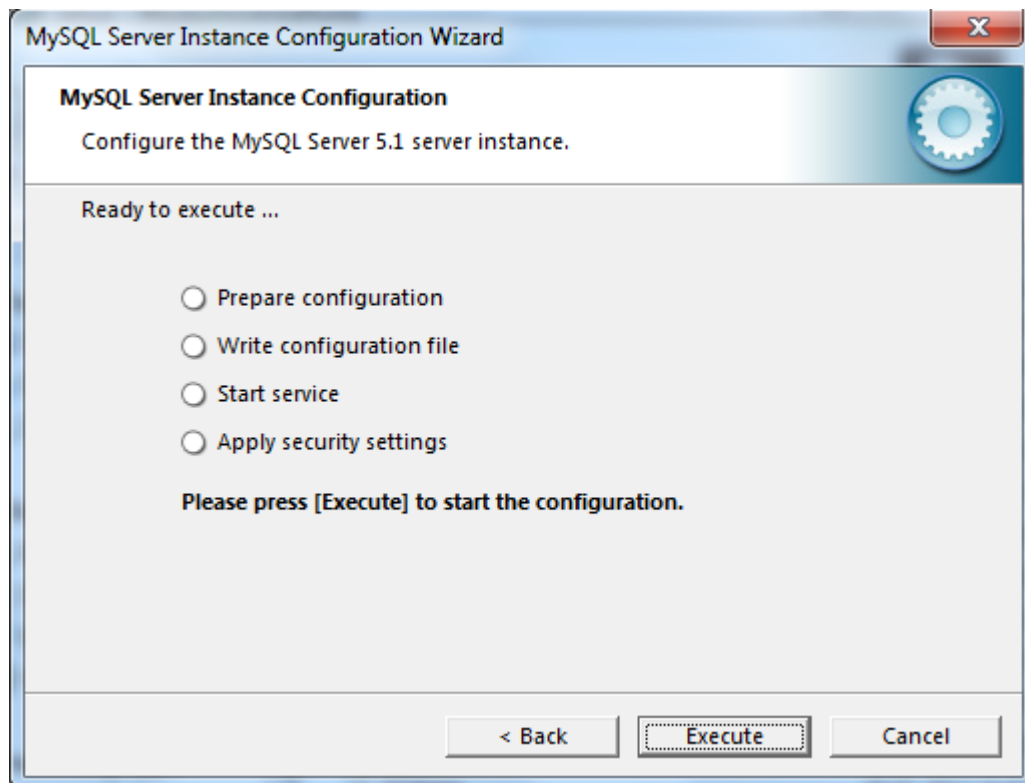 MySQL Server Instance Configuration Wizard
MySQL Server Instance Configuration
Configure the MySQL Server 5.1 server instance.
Ready to execute ...
Prepare configuration
Write configuration file
Start service
Apply security settings
Please press [Execute] to start the configuration.
< Back
Execute
Cancel